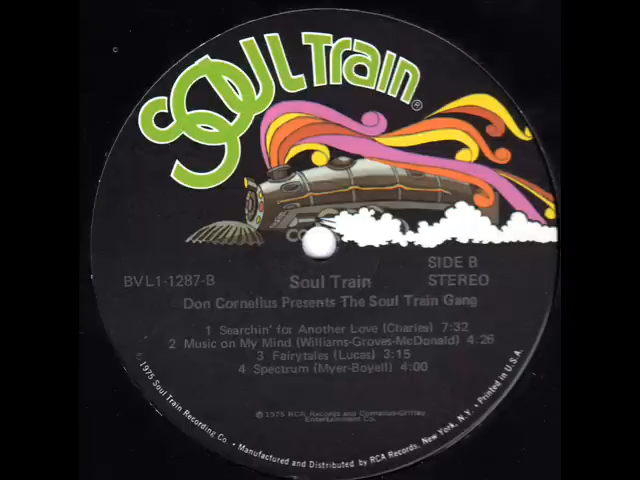 SOUL TRAIN®
SIDE B
BVL1-1287-B
Soul Train
STEREO
Don Cornelius Presents The Soul Train Gang
1 Searchin' for Another Love (Charles) 7:32
2 Music on My Mind (Williams-Groves-McDonald) 4:26
3 Fairytales (Lucas) 3:15
4 Spectrum (Myer-Boyell) 4:00
© 1975 RCA Records and Cornelius-Griffey
Entertainment Co.
© 1975 Soul Train Recording Co. • Manufactured and Distributed by RCA Records, New York, N.Y. • Printed in U.S.A.